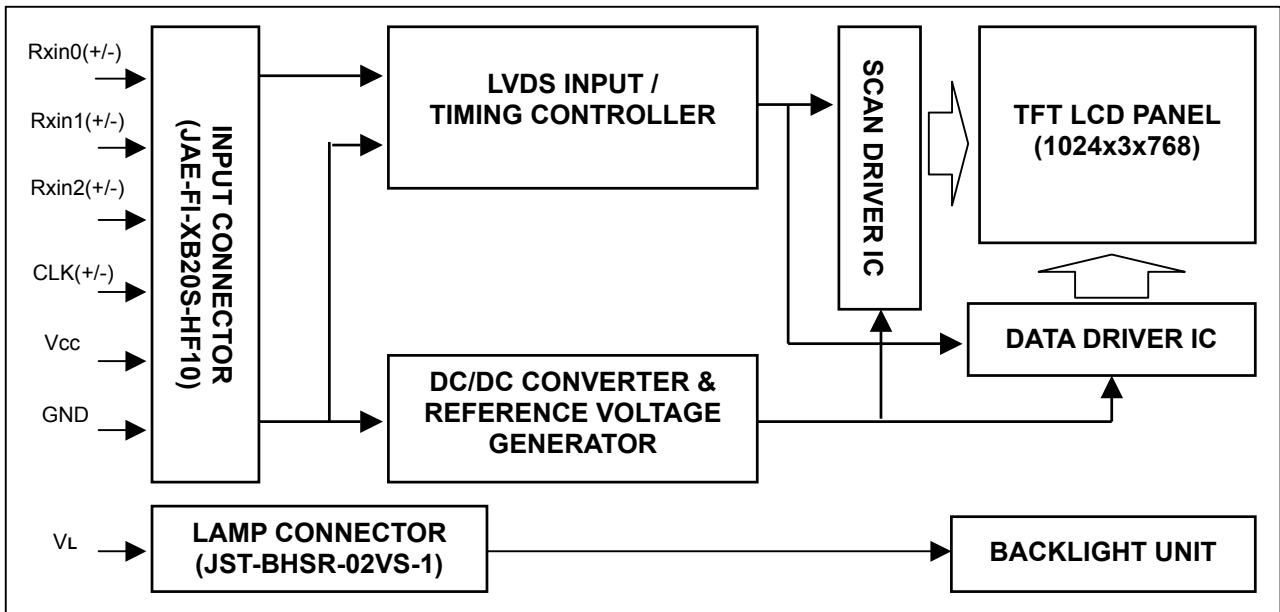 Rxin0(+/-)
Rxin1(+/-)
Rxin2(+/-)
CLK(+/-)
Vcc
GND
INPUT CONNECTOR
(JAE-FI-XB20S-HF10)
LVDS INPUT /
TIMING CONTROLLER
SCAN DRIVER IC
TFT LCD PANEL
(1024x3x768)
DC/DC CONVERTER &
REFERENCE VOLTAGE
GENERATOR
DATA DRIVER IC
VL
LAMP CONNECTOR
(JST-BHSR-02VS-1)
BACKLIGHT UNIT